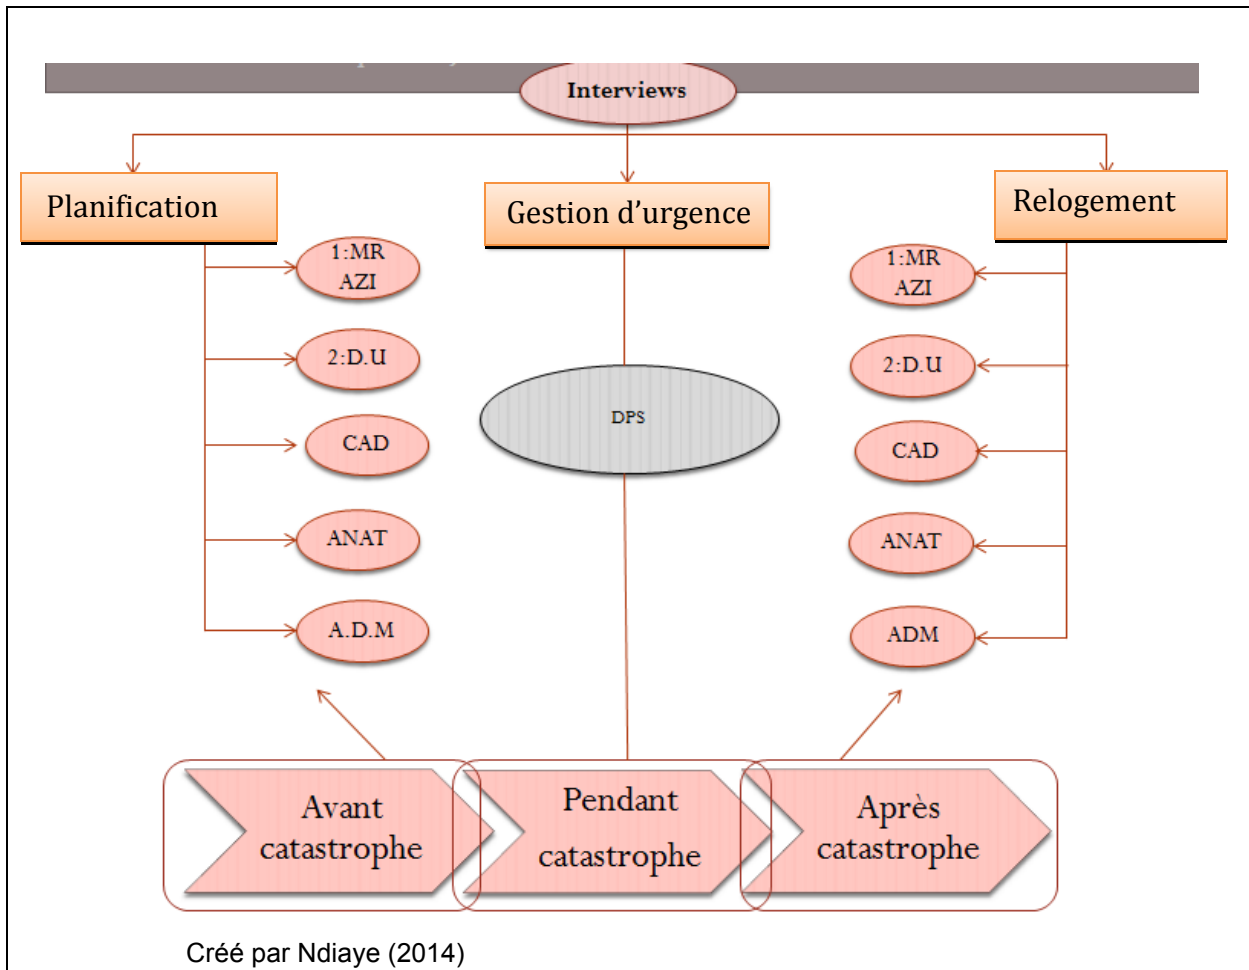 Interviews
Planification
Gestion d’urgence
Relogement
1:MR
AZI
2:D.U
CAD
ANAT
A.D.M
DPS
1:MR
AZI
2:D.U
CAD
ANAT
ADM
Avant
catastrophe
Pendant
catastrophe
Après
catastrophe
Créé par Ndiaye (2014)